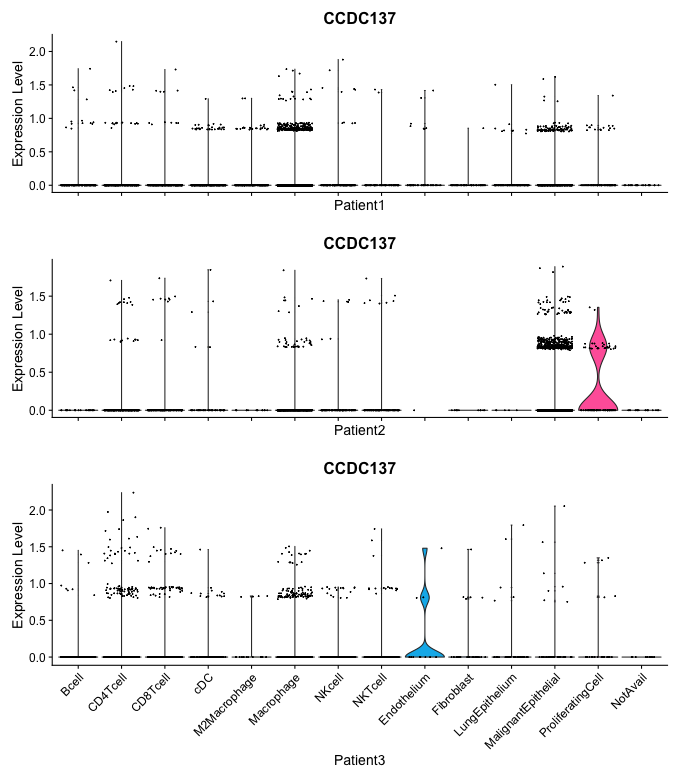 CCDC137
Expression Level
2.0
1.5
1.0
0.5
0.0
Patient1
CCDC137
Expression Level
1.5
1.0
0.5
0.0
Patient2
CCDC137
Expression Level
2.0
1.5
1.0
0.5
0.0
Bcell
CD4Tcell
CD8Tcell
cDC
M2Macrophage
Macrophage
NKcell
NKTcell
Endothelium
Fibroblast
LungEpithelium
MalignantEpithelial
ProliferatingCell
NotAvail
Patient3